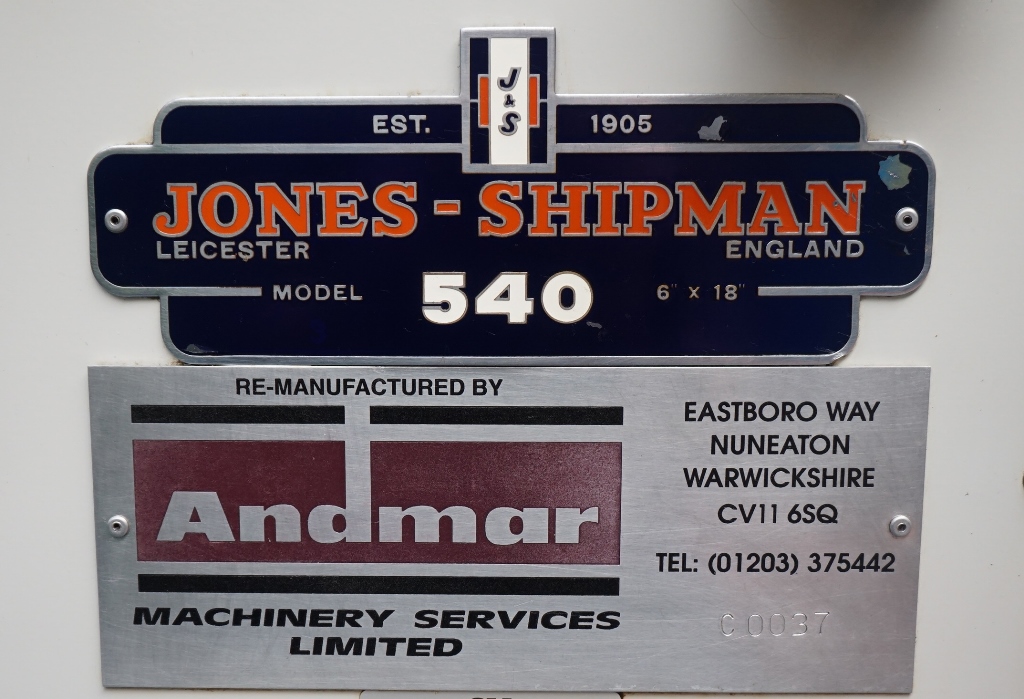 J
&
S
EST. 1905
JONES-SHIPMAN
LEICESTER ENGLAND
MODEL 540 6" x 18"
RE-MANUFACTURED BY
Andmar
MACHINERY SERVICES
LIMITED
EASTBORO WAY
NUNEATON
WARWICKSHIRE
CV11 6SQ
TEL: (01203) 375442
C0037